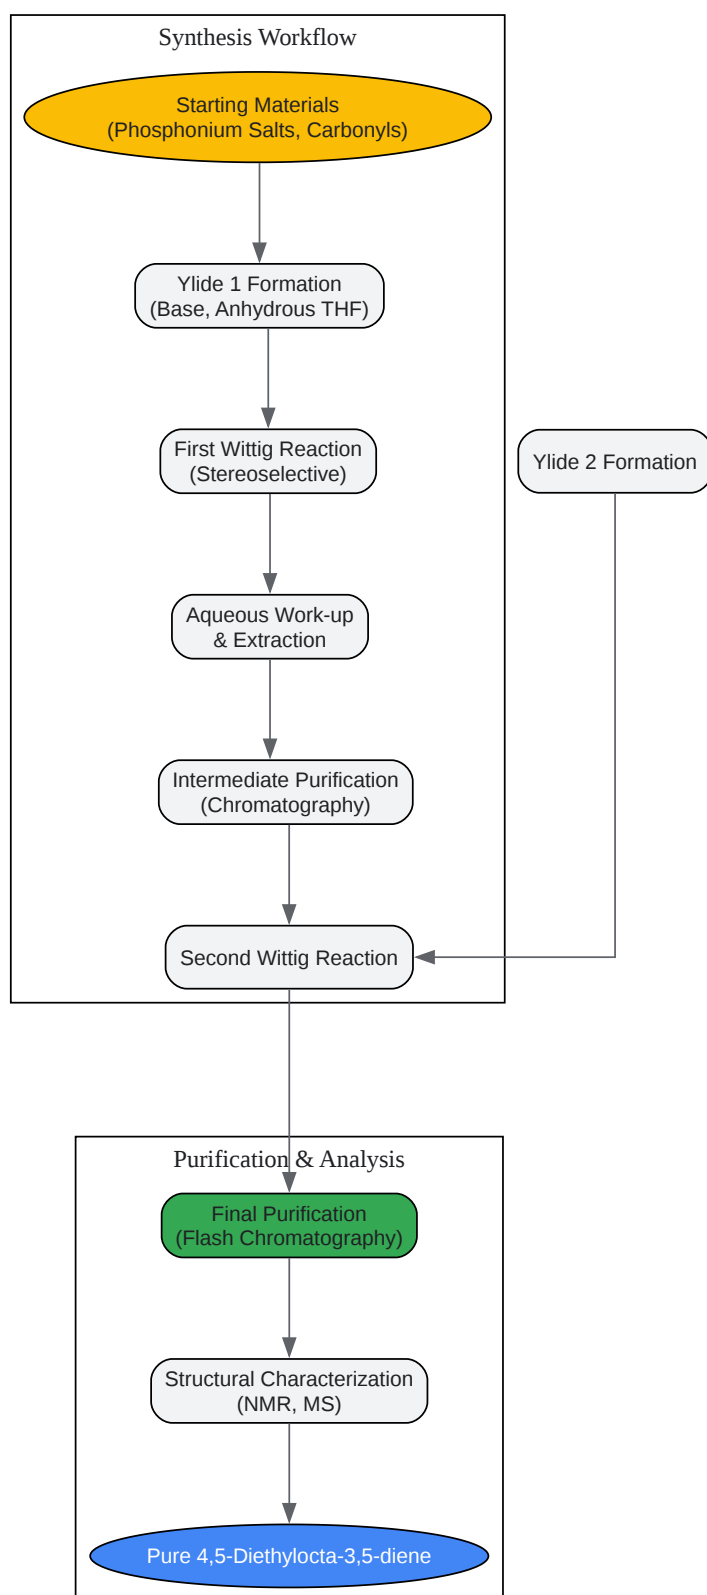 Synthesis Workflow
Starting Materials
(Phosphonium Salts, Carbonyls)
Ylide 1 Formation
(Base, Anhydrous THF)
First Wittig Reaction
(Stereoselective)
Ylide 2 Formation
Aqueous Work-up
& Extraction
Intermediate Purification
(Chromatography)
Second Wittig Reaction
Purification & Analysis
Final Purification
(Flash Chromatography)
Structural Characterization
(NMR, MS)
Pure 4,5-Diethylocta-3,5-diene